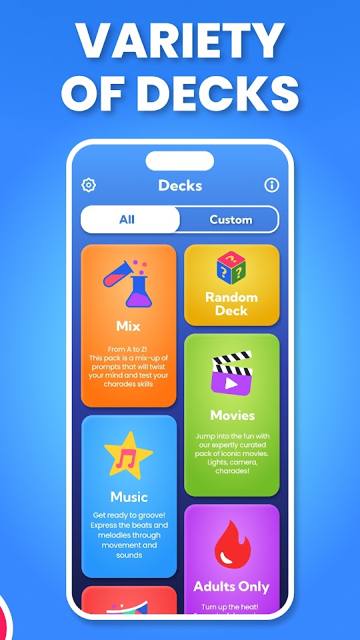 VARIETY
OF DECKS
Decks
All
Custom
Mix
From A to Z!
This pack is a mix-up of
prompts that will twist
your mind and test your
charades skills
Random
Deck
Movies
Jump into the fun with
our expertly curated
pack of iconic movies.
Lights, camera,
charades!
Music
Get ready to groove!
Express the beats and
melodies through
movement and
sounds
Adults Only
Turn up the heat!